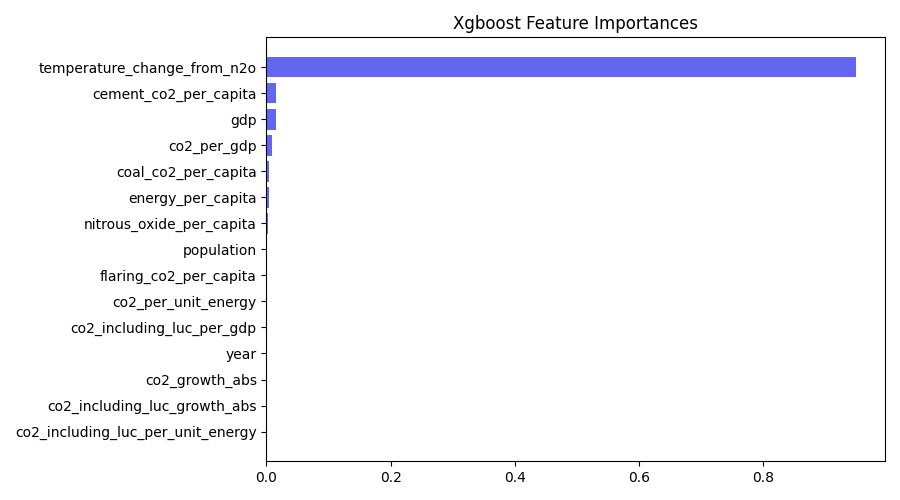 Xgboost Feature Importances
temperature_change_from_n2o
cement_co2_per_capita
gdp
co2_per_gdp
coal_co2_per_capita
energy_per_capita
nitrous_oxide_per_capita
population
flaring_co2_per_capita
co2_per_unit_energy
co2_including_luc_per_gdp
year
co2_growth_abs
co2_including_luc_growth_abs
co2_including_luc_per_unit_energy
0.0 0.2 0.4 0.6 0.8